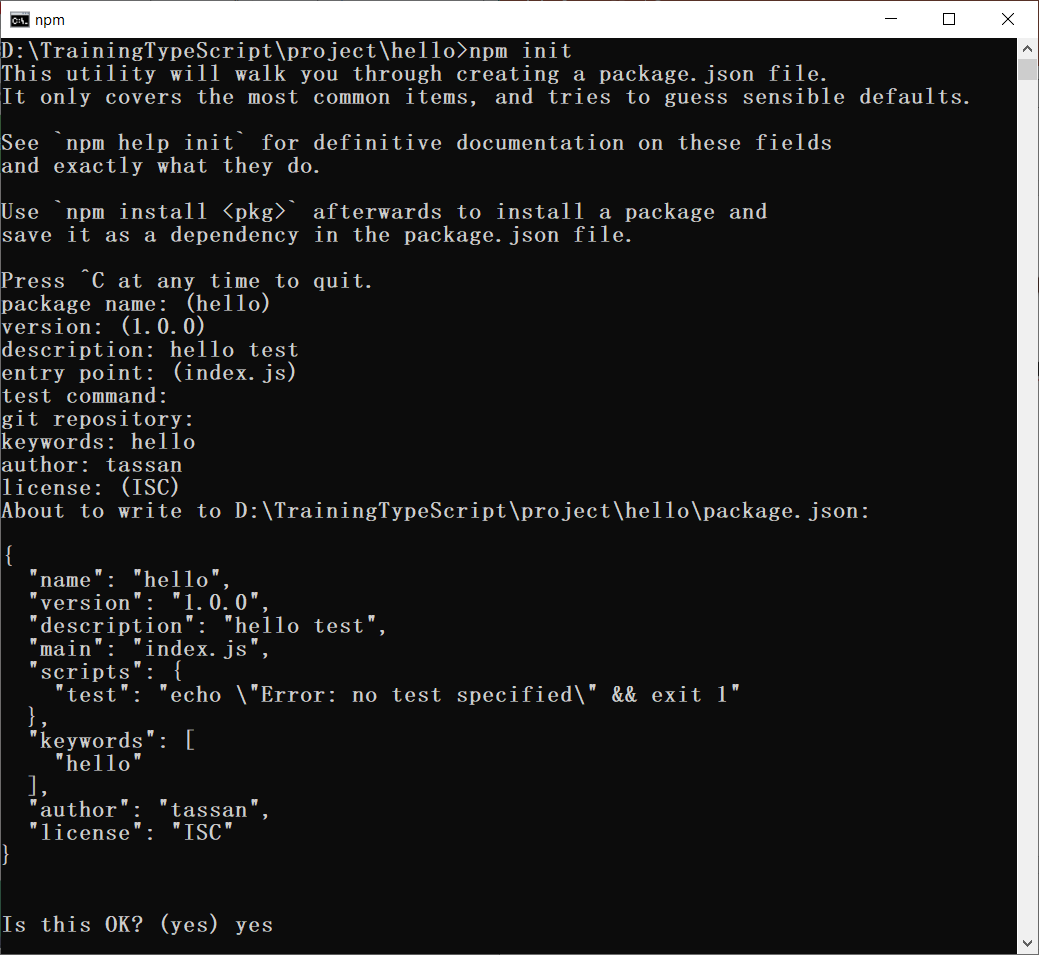 npm
D:\TrainingTypeScript\project\hello>npm init
This utility will walk you through creating a package.json file.
It only covers the most common items, and tries to guess sensible defaults.
See `npm help init` for definitive documentation on these fields
and exactly what they do.
Use `npm install <pkg>` afterwards to install a package and
save it as a dependency in the package.json file.
Press ^C at any time to quit.
package name: (hello)
version: (1.0.0)
description: hello test
entry point: (index.js)
test command:
git repository:
keywords: hello
author: tassan
license: (ISC)
About to write to D:\TrainingTypeScript\project\hello\package.json:
{
  "name": "hello",
  "version": "1.0.0",
  "description": "hello test",
  "main": "index.js",
  "scripts": {
    "test": "echo \"Error: no test specified\" && exit 1"
  },
  "keywords": [
    "hello"
  ],
  "author": "tassan",
  "license": "ISC"
}
Is this OK? (yes) yes